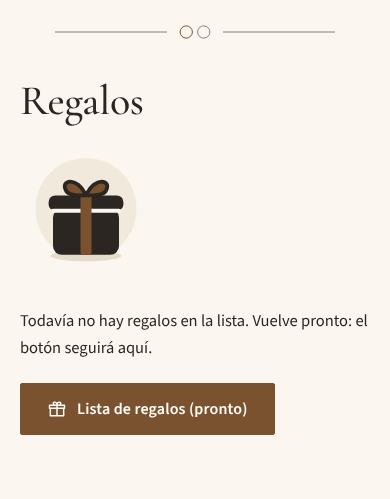 Regalos
Todavía no hay regalos en la lista. Vuelve pronto: el
botón seguirá aquí.
Lista de regalos (pronto)